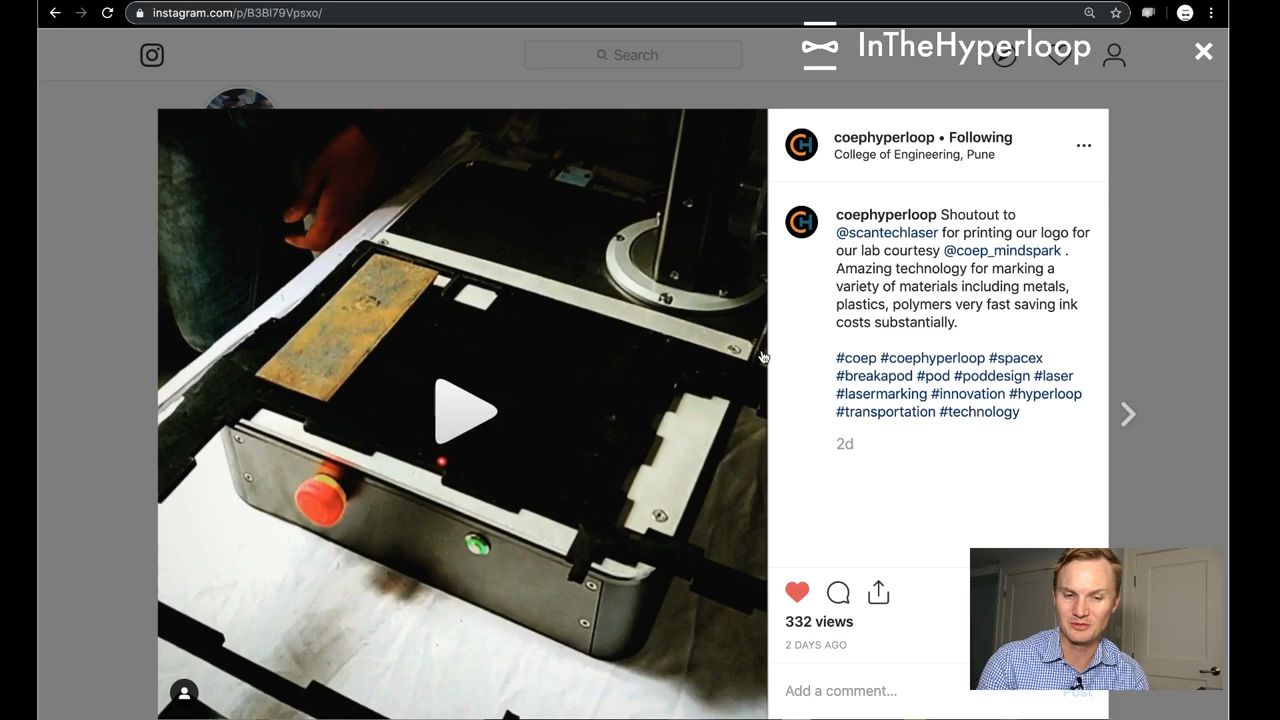 instagram.com/p/B3BI79Vpsxo/
InTheHyperloop
Search
coephyperloop • Following
College of Engineering, Pune
coephyperloop Shoutout to
@scantechlaser for printing our logo for
our lab courtesy @coep_mindspark .
Amazing technology for marking a
variety of materials including metals,
plastics, polymers very fast saving ink
costs substantially.
#coep #coephyperloop #spacex
#breakapod #pod #poddesign #laser
#lasermarking #innovation #hyperloop
#transportation #technology
2d
332 views
2 DAYS AGO
Add a comment...
Post